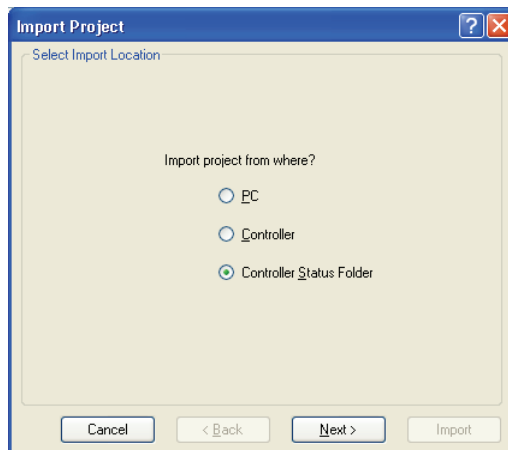 Import Project
Select Import Location
Import project from where?
PC
Controller
Controller Status Folder
Cancel
< Back
Next >
Import